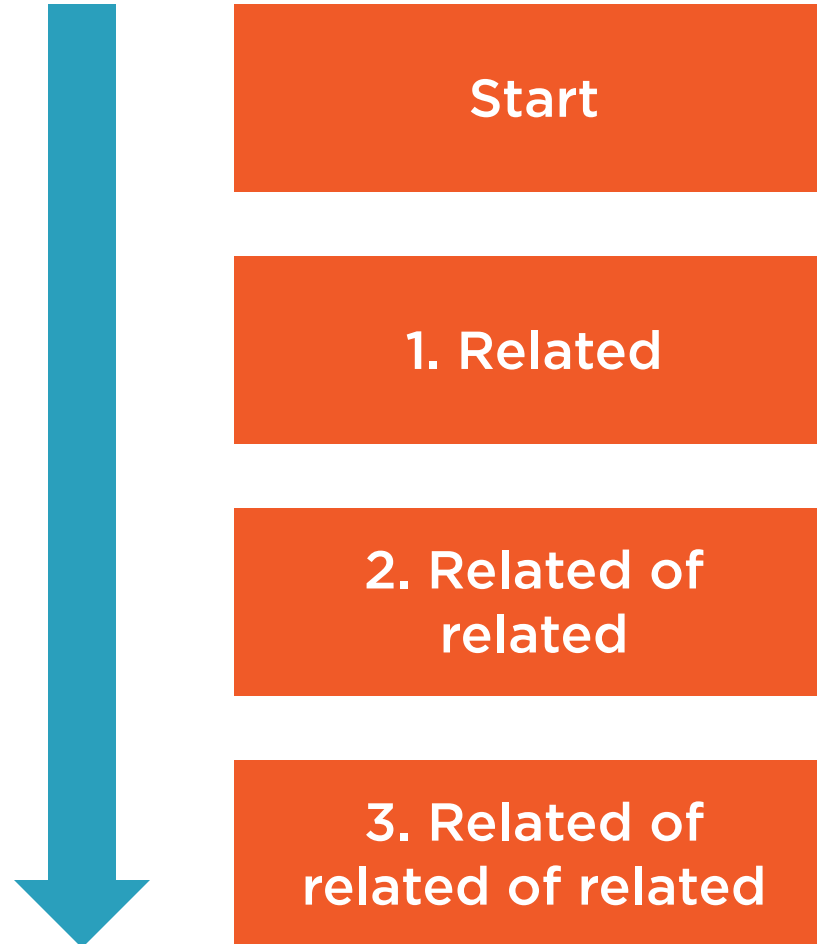 Start
1. Related
2. Related of
related
3. Related of
related of related